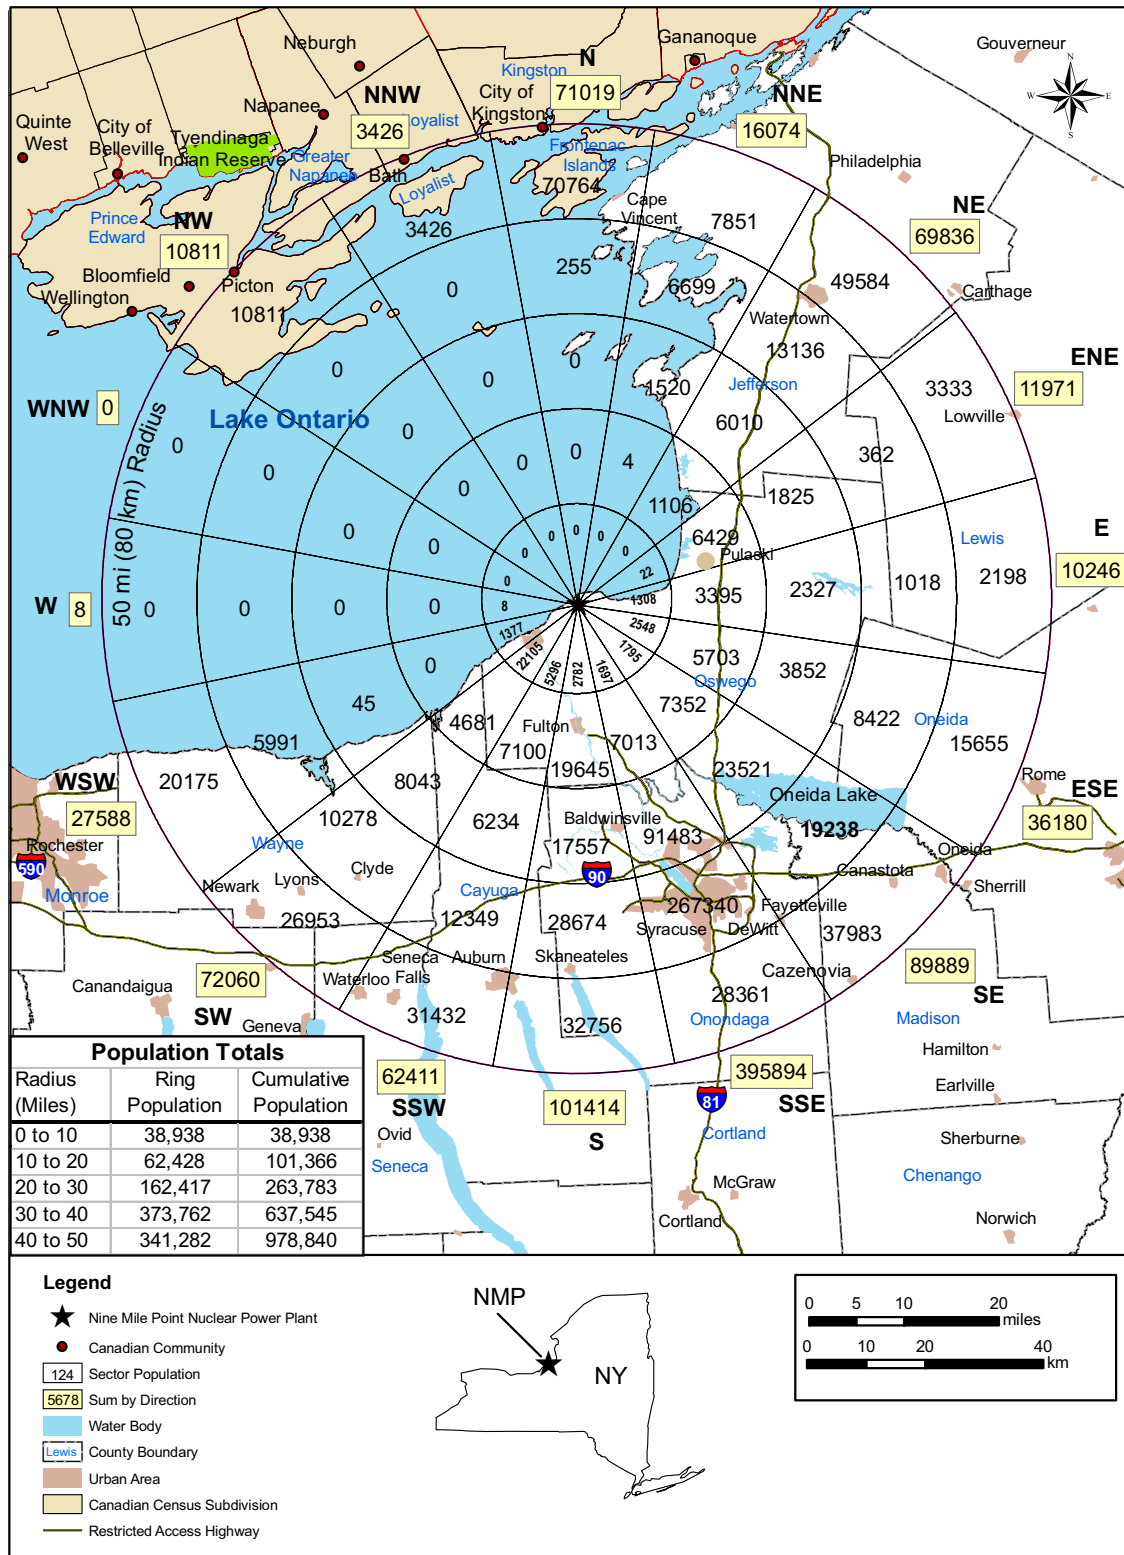 Gouverneur
Gananoque
Neburgh
N
Kingston
City of
Kingston
71019
N
W
E
S
NNW
3426
Loyalist
NNE
16074
Napanee
Quinte
West
City of
Belleville
Tyendinaga
Indian Reserve
Greater
Napanee
Bath
Frontenac
Islands
Philadelphia
70764
Loyalist
Cape
Vincent
NE
69836
Prince
Edward
NW
10811
7851
3426
255
6699
49584
Bloomfield
Wellington
Picton
10811
0
Carthage
Watertown
13136
ENE
11971
0
0
0
1520
Jefferson
3333
Lowville
WNW
0
Lake Ontario
6010
50 mi (80 km) Radius
0
0
0
0
0
0
4
362
1825
1106
0
0
0
0
0
0
0
6429
Pulaski
Lewis
E
10246
0
22
2327
1018
2198
W
8
0
0
0
0
8
1308
3395
1377
22105
5296
2782
1697
1795
2548
0
5703
Oswego
3852
45
4681
Fulton
7352
8422
Oneida
15655
5991
7100
7013
WSW
27588
20175
8043
19645
23521
Oneida Lake
Rome
ESE
36180
10278
6234
Baldwinsville
17557
91483
19238
Rochester
590
Monroe
Wayne
Clyde
Lyons
Newark
90
Canastota
Oneida
Sherrill
Cayuga
26953
12349
28674
267340
Syracuse
Fayetteville
DeWitt
37983
Seneca
Falls
Auburn
Skaneateles
Waterloo
Cazenovia
89889
SE
72060
SW
Canandaigua
Geneva
31432
32756
28361
Onondaga
Madison
Hamilton
62411
SSW
101414
S
395894
SSE
81
Cortland
Earlville
Ovid
Seneca
Sherburne
Chenango
McGraw
Cortland
Norwich
Population Totals
Radius Ring Cumulative
(Miles) Population Population
0 to 10 38,938 38,938
10 to 20 62,428 101,366
20 to 30 162,417 263,783
30 to 40 373,762 637,545
40 to 50 341,282 978,840
Legend
Nine Mile Point Nuclear Power Plant
Canadian Community
124 Sector Population
5678 Sum by Direction
Water Body
Lewis County Boundary
Urban Area
Canadian Census Subdivision
Restricted Access Highway
NMP
NY
0 5 10 20
miles
0 10 20 40
km